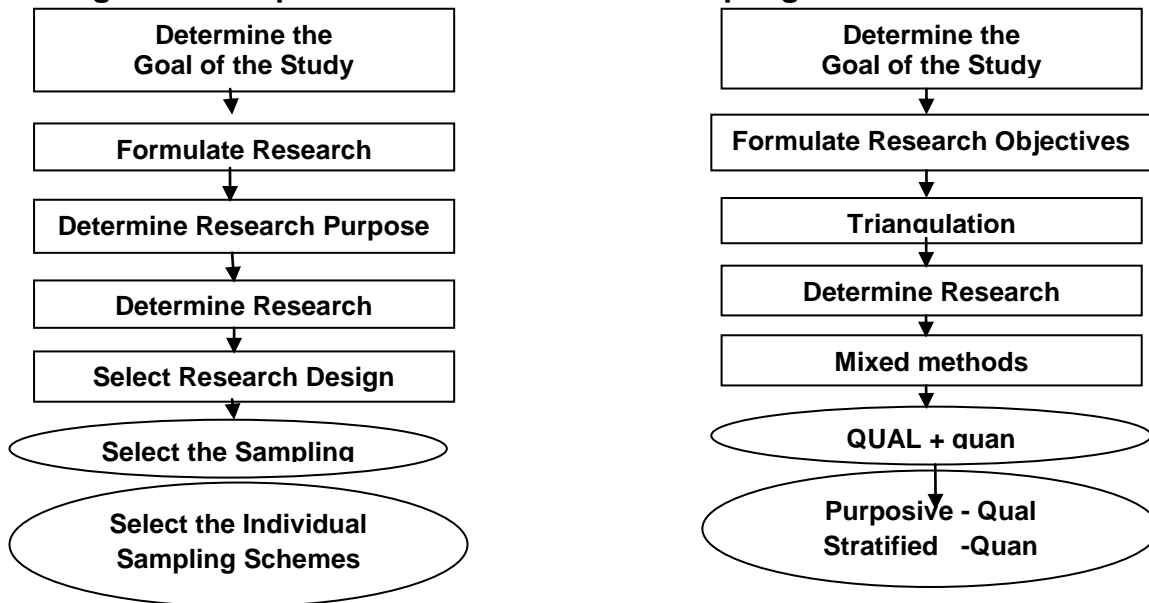 Determine the
Goal of the Study
Formulate Research
Determine Research Purpose
Determine Research
Select Research Design
Select the Sampling
Select the Individual
Sampling Schemes
Determine the
Goal of the Study
Formulate Research Objectives
Triangulation
Determine Research
Mixed methods
QUAL + quan
Purposive - Qual
Stratified -Quan